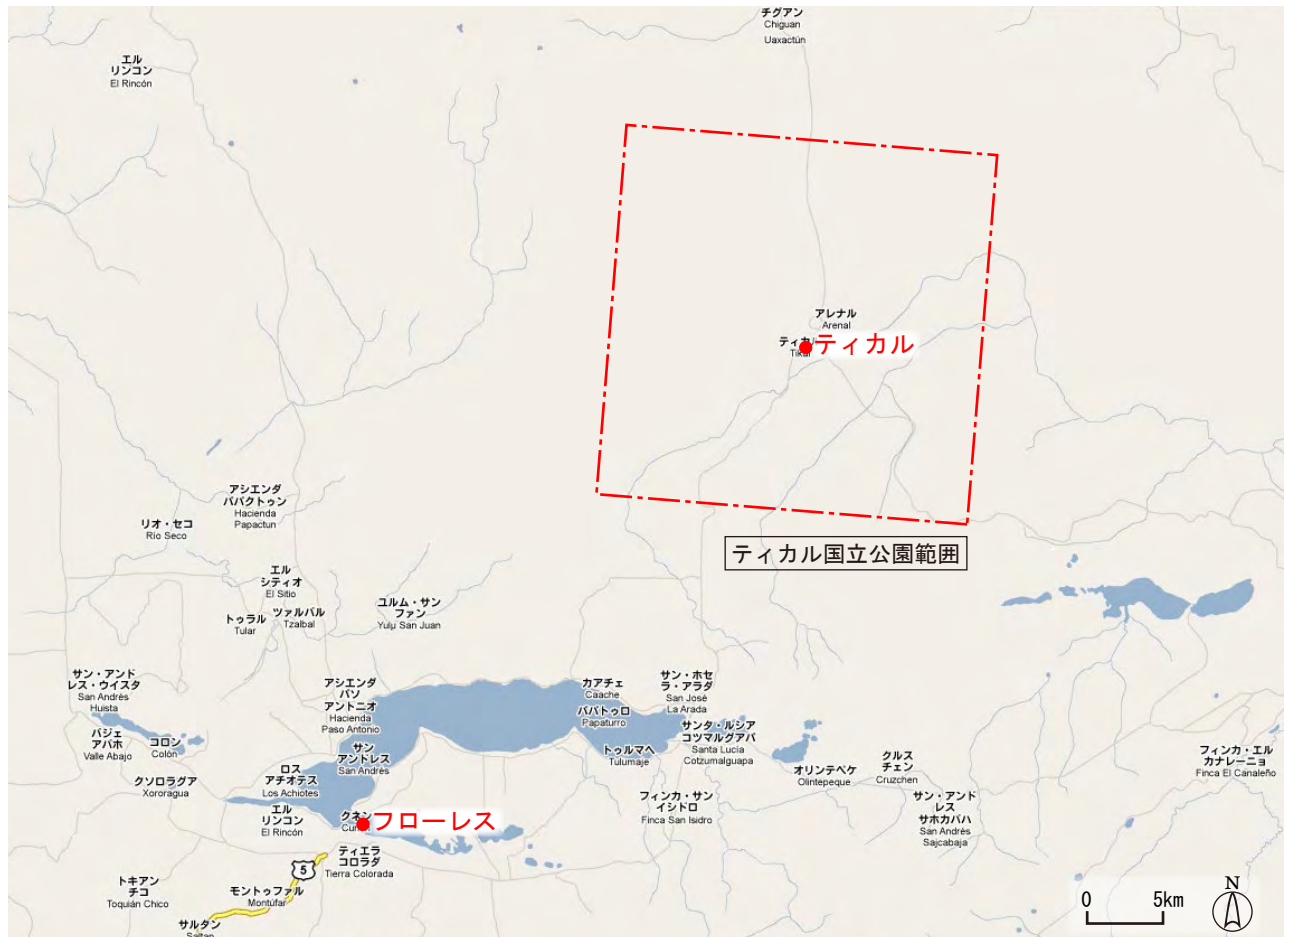 チグアン
Chiguan
Uaxactún
エル
リンコン
El Rincón
アレナル
Arenal
ティカル
Tikal
ティカル
アシエンダ
パパクトゥン
Hacienda
Papactun
リオ・セコ
Río Seco
ティカル国立公園範囲
エル
シティオ
El Sitio
トゥラル
Tular
ツァルバル
Tzalbal
ユルム・サン
ファン
Yulµ San Juan
サン・アンド
レス・ウイスタ
San Andrés
Huista
アシエンダ
パソ
アントニオ
Hacienda
Paso Antonio
カアチェ
Caache
パパトゥロ
Papaturro
サン・ホセ
ラ・アラダ
San José
La Arada
バジェ
アバホ
Valle Abajo
コロン
Colón
サン
アンドレス
San Andrés
トゥルマヘ
Tulumaje
サンタ・ルシア
コツマルグアパ
Santa Lucía
Cotzumalguapa
クソロラグア
Xororagua
ロス
アチオテス
Los Achiotes
オリンテペケ
Olintepeque
クルス
チェン
Cruzchen
フィンカ・エル
カナレーニョ
Finca El Canaleño
エル
リンコン
El Rincón
クネン
フローレス
フィンカ・サン
イシドロ
Finca San Isidro
サン・アンド
レス
サホカバハ
San Andrés
Sajcabaja
ティエラ
コロラダ
Tierra Colorada
5
トキアン
チコ
Toquián Chico
モントゥファル
Montúfar
サルタン
0 5km
N